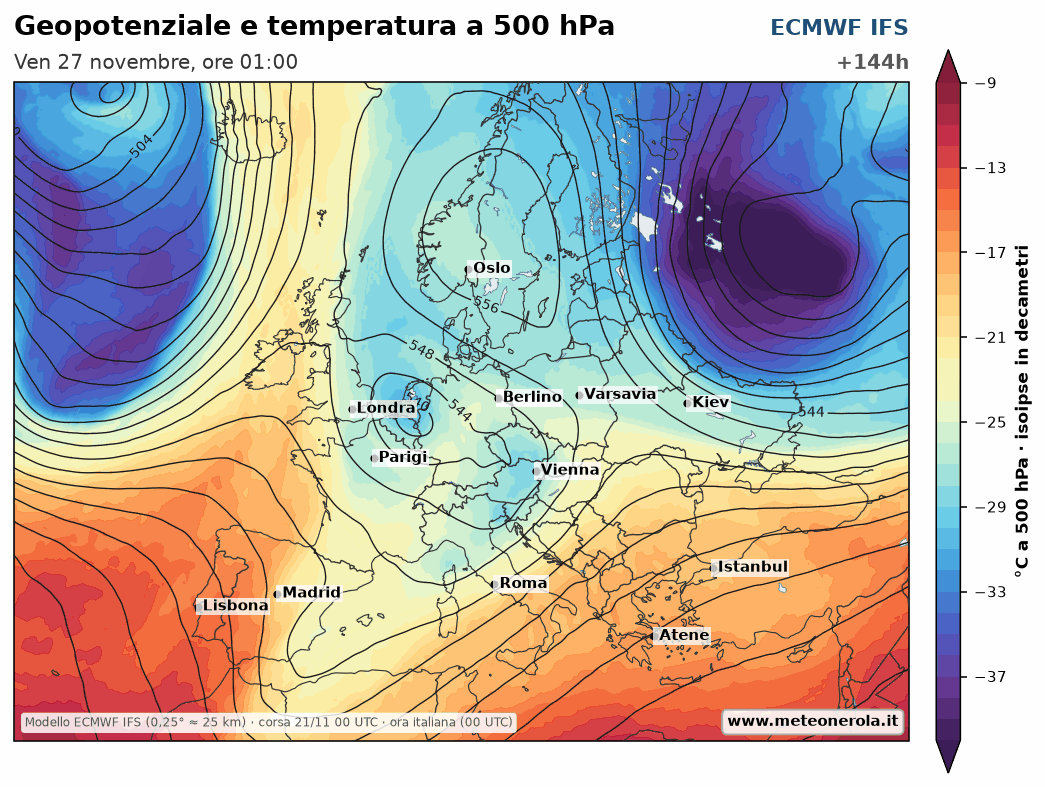 Geopotenziale e temperatura a 500 hPa
ECMWF IFS
Ven 27 novembre, ore 01:00
+144h
504
Oslo
556
548
544
Berlino
Varsavia
Kiev
Londra
544
Parigi
Vienna
Istanbul
Roma
Madrid
Lisbona
Atene
Modello ECMWF IFS (0,25° ≈ 25 km) · corsa 21/11 00 UTC · ora italiana (00 UTC)
www.meteonerola.it
−9
−13
−17
−21
−25
−29
−33
−37
°C a 500 hPa · isoipse in decametri